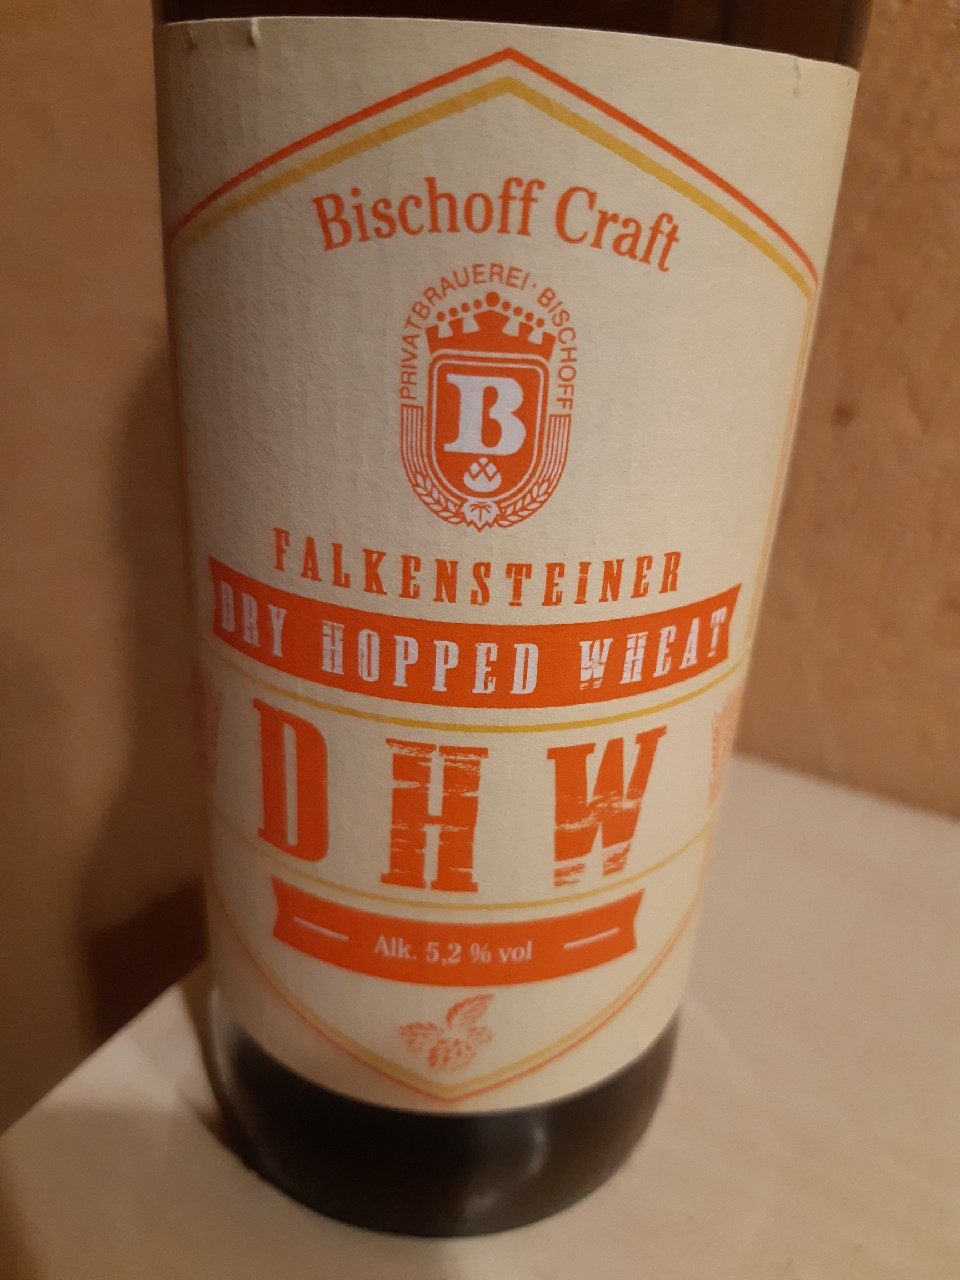 Bischoff Craft
PRIVATBRAUEREI · BISCHOFF
B
FALKENSTEINER
DRY HOPPED WHEAT
DHW
Alk. 5,2 % vol